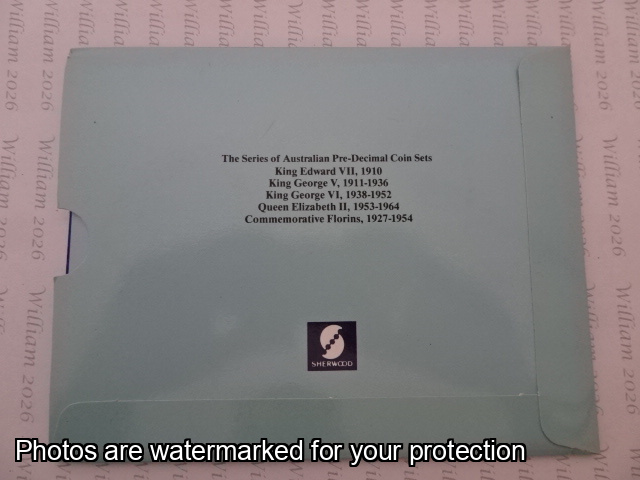 The Series of Australian Pre-Decimal Coin Sets
King Edward VII, 1910
King George V, 1911-1936
King George VI, 1938-1952
Queen Elizabeth II, 1953-1964
Commemorative Florins, 1927-1954
SHERWOOD
Photos are watermarked for your protection
William 2026